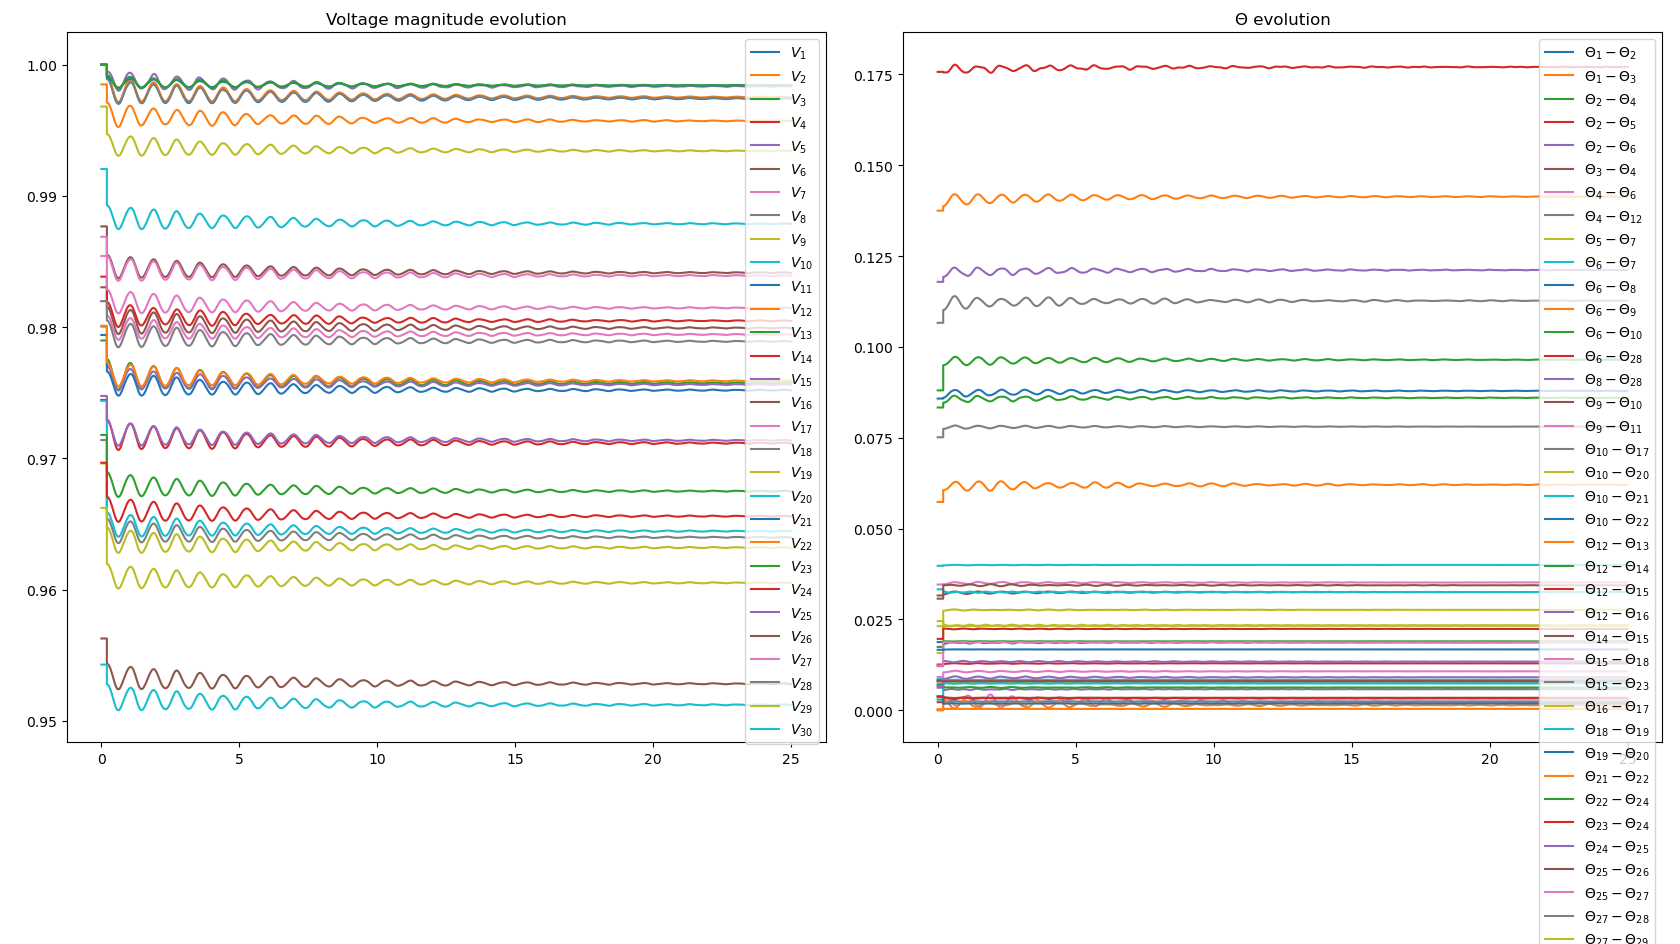 Voltage magnitude evolution
1.00
0.99
0.98
0.97
0.96
0.95
0
5
10
15
20
25
V₁
V₂
V₃
V₄
V₅
V₆
V₇
V₈
V₉
V₁₀
V₁₁
V₁₂
V₁₃
V₁₄
V₁₅
V₁₆
V₁₇
V₁₈
V₁₉
V₂₀
V₂₁
V₂₂
V₂₃
V₂₄
V₂₅
V₂₆
V₂₇
V₂₈
V₂₉
V₃₀
Θ evolution
0.175
0.150
0.125
0.100
0.075
0.050
0.025
0.000
0
5
10
15
20
25
Θ₁ − Θ₂
Θ₁ − Θ₃
Θ₂ − Θ₄
Θ₂ − Θ₅
Θ₂ − Θ₆
Θ₃ − Θ₄
Θ₄ − Θ₆
Θ₄ − Θ₁₂
Θ₅ − Θ₇
Θ₆ − Θ₇
Θ₆ − Θ₈
Θ₆ − Θ₉
Θ₆ − Θ₁₀
Θ₆ − Θ₂₈
Θ₈ − Θ₂₈
Θ₉ − Θ₁₀
Θ₉ − Θ₁₁
Θ₁₀ − Θ₁₇
Θ₁₀ − Θ₂₀
Θ₁₀ − Θ₂₁
Θ₁₀ − Θ₂₂
Θ₁₂ − Θ₁₃
Θ₁₂ − Θ₁₄
Θ₁₂ − Θ₁₅
Θ₁₂ − Θ₁₆
Θ₁₄ − Θ₁₅
Θ₁₅ − Θ₁₈
Θ₁₅ − Θ₂₃
Θ₁₆ − Θ₁₇
Θ₁₈ − Θ₁₉
Θ₁₉ − Θ₂₀
Θ₂₁ − Θ₂₂
Θ₂₂ − Θ₂₄
Θ₂₃ − Θ₂₄
Θ₂₄ − Θ₂₅
Θ₂₅ − Θ₂₆
Θ₂₅ − Θ₂₇
Θ₂₇ − Θ₂₈
Θ₂₇ − Θ₂₉